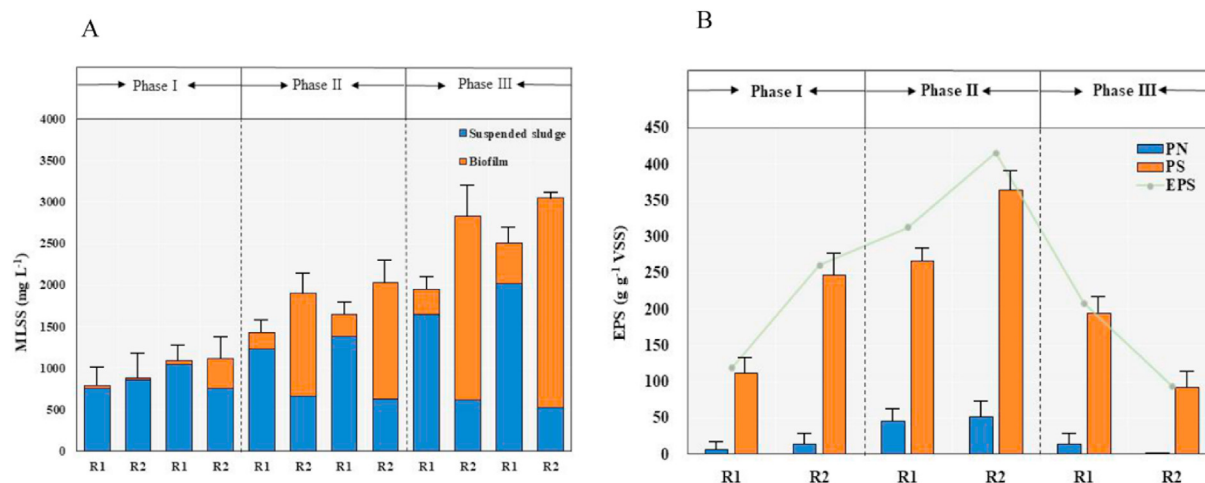 A
Phase I
Phase II
Phase III
4000
3500
3000
2500
2000
1500
1000
500
0
MLSS (mg L-1)
Suspended sludge
Biofilm
R1 R2 R1 R2 R1 R2 R1 R2 R1 R2 R1 R2
B
Phase I
Phase II
Phase III
450
400
350
300
250
200
150
100
50
0
EPS (g g-1 VSS)
PN
PS
EPS
R1 R2 R1 R2 R1 R2